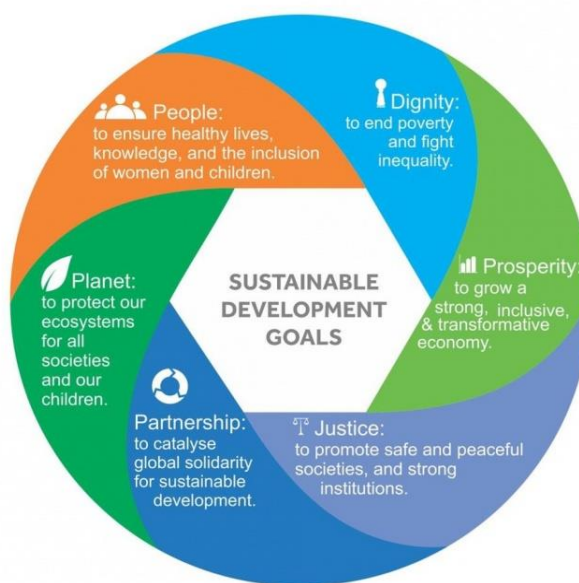 People:
to ensure healthy lives,
knowledge, and the inclusion
of women and children.
Dignity:
to end poverty
and fight
inequality.
Prosperity:
to grow a
strong, inclusive,
& transformative
economy.
Justice:
to promote safe and peaceful
societies, and strong
institutions.
Partnership:
to catalyse
global solidarity
for sustainable
development.
Planet:
to protect our
ecosystems
for all
societies
and our
children.
SUSTAINABLE
DEVELOPMENT
GOALS